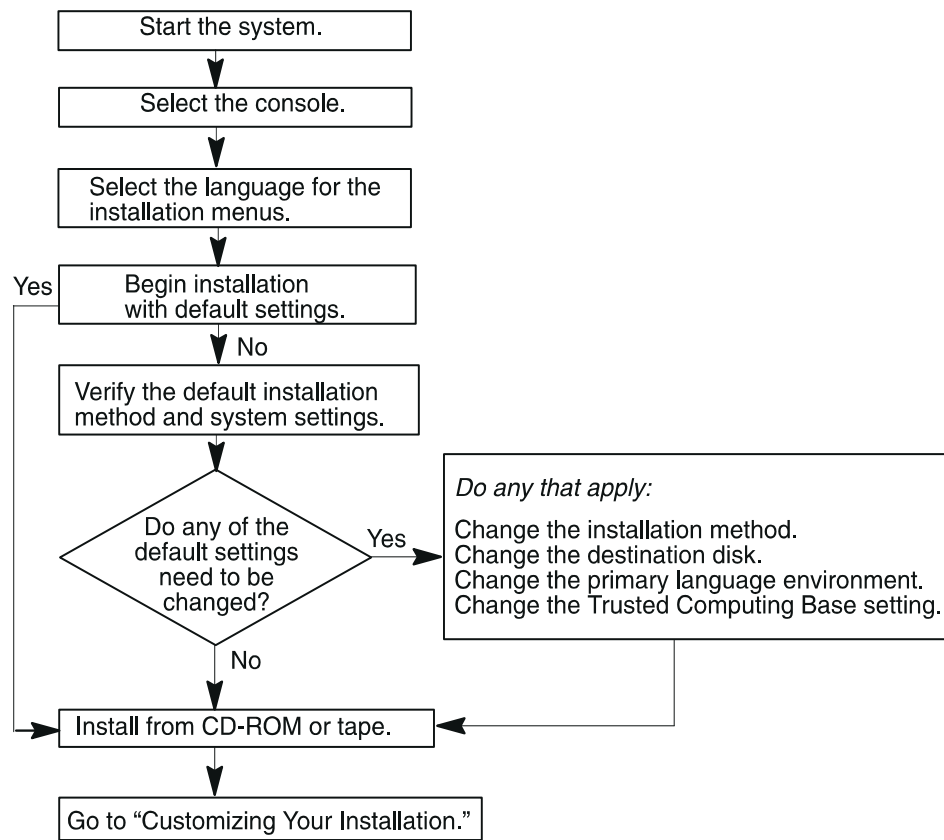 Start the system.
Select the console.
Select the language for the
installation menus.
Yes
Begin installation
with default settings.
No
Verify the default installation
method and system settings.
Do any of the
default settings
need to be
changed?
Yes
Do any that apply:
Change the installation method.
Change the destination disk.
Change the primary language environment.
Change the Trusted Computing Base setting.
No
Install from CD-ROM or tape.
Go to “Customizing Your Installation.”